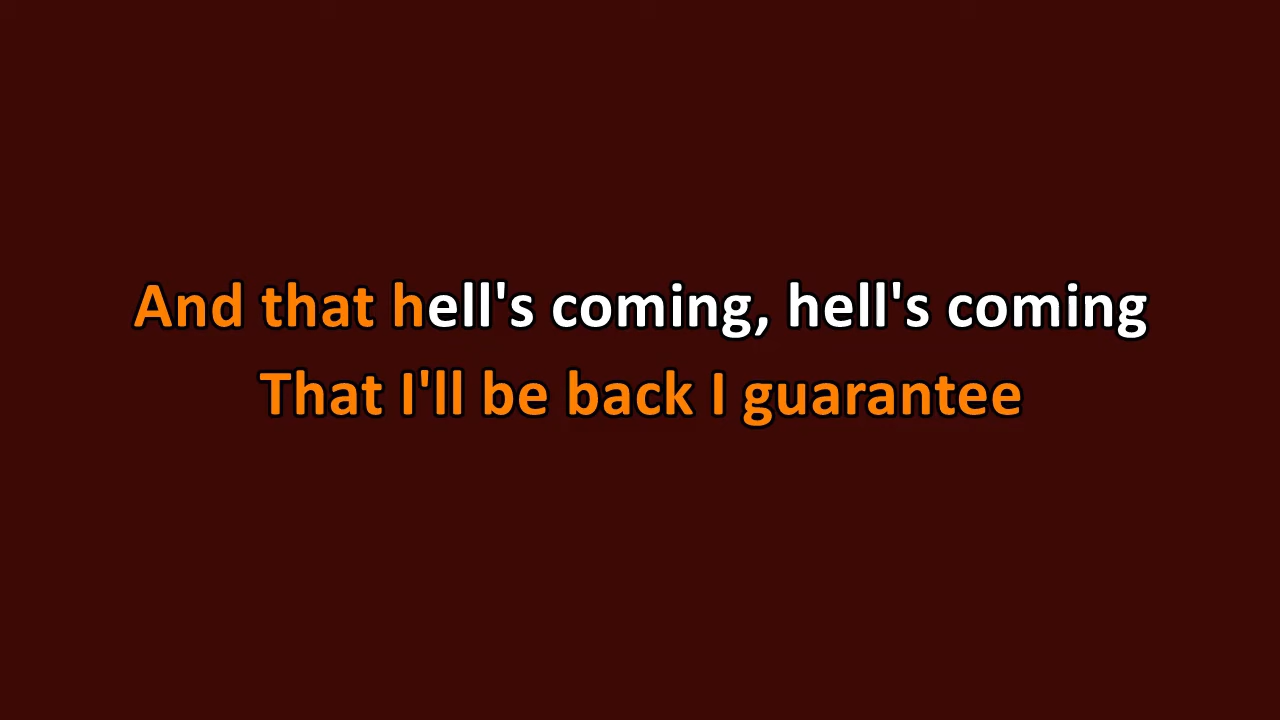 And that hell's coming, hell's coming
That I'll be back I guarantee